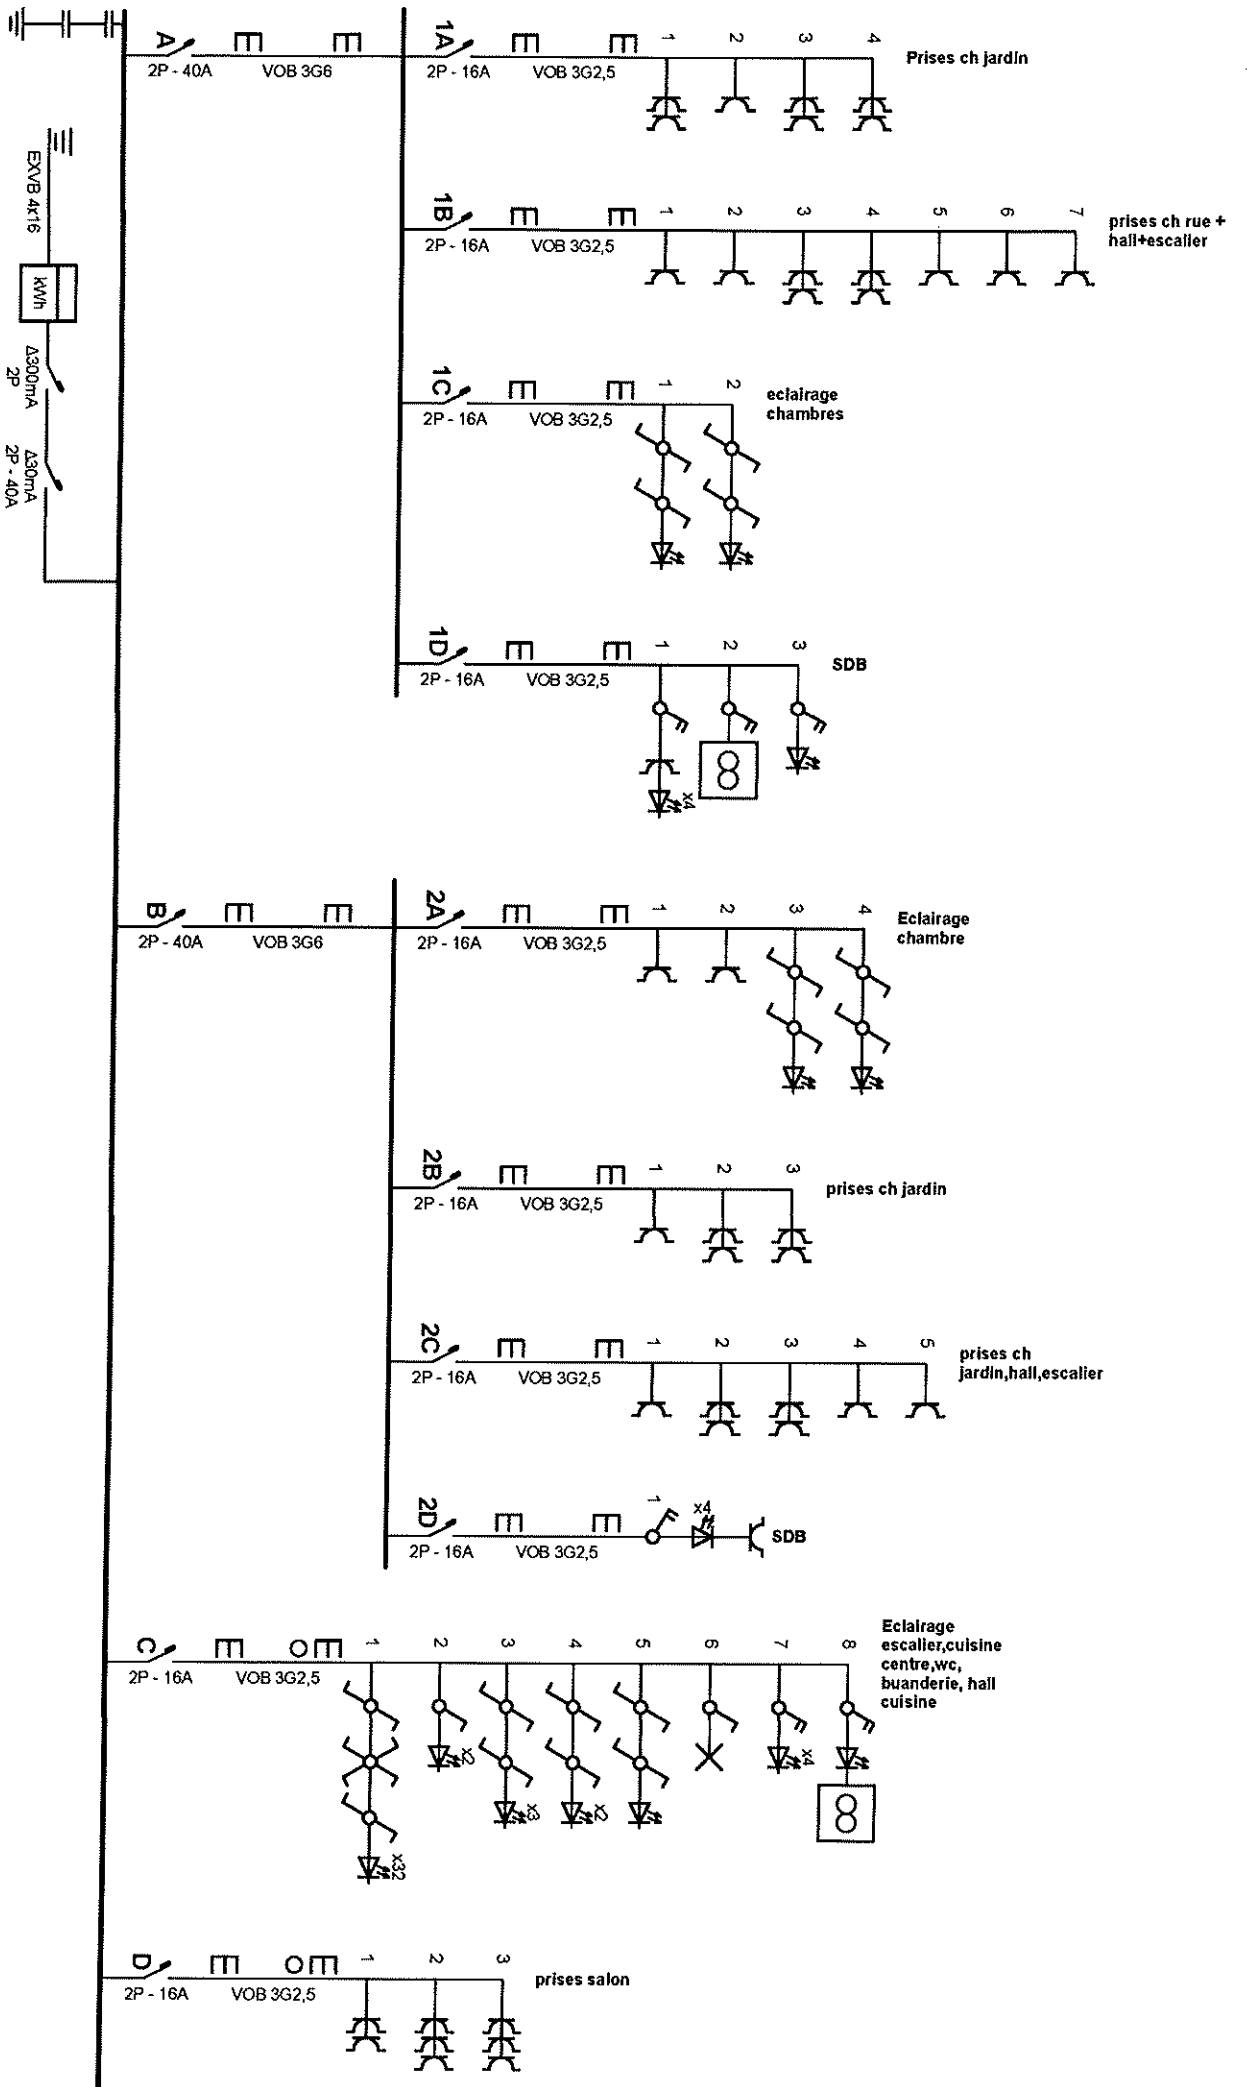 A
2P - 40A
VOB 3G6
1A
2P - 16A
VOB 3G2,5
1
2
3
4
Prises ch jardin
EXVB 4x16
kWh
Δ300mA
2P
Δ30mA
2P - 40A
1B
2P - 16A
VOB 3G2,5
1
2
3
4
5
6
7
prises ch rue +
hall+escalier
1C
2P - 16A
VOB 3G2,5
1
2
eclairage
chambres
1D
2P - 16A
VOB 3G2,5
1
2
3
SDB
x4
B
2P - 40A
VOB 3G6
2A
2P - 16A
VOB 3G2,5
1
2
3
4
Eclairage
chambre
2B
2P - 16A
VOB 3G2,5
1
2
3
prises ch jardin
2C
2P - 16A
VOB 3G2,5
1
2
3
4
5
prises ch
jardin,hall,escalier
2D
2P - 16A
VOB 3G2,5
1
x4
SDB
C
2P - 16A
VOB 3G2,5
1
2
3
4
5
6
7
8
Eclairage
escalier,cuisine
centre,wc,
buanderie, hall
cuisine
x2
x3
x2
x4
x32
D
2P - 16A
VOB 3G2,5
1
2
3
prises salon